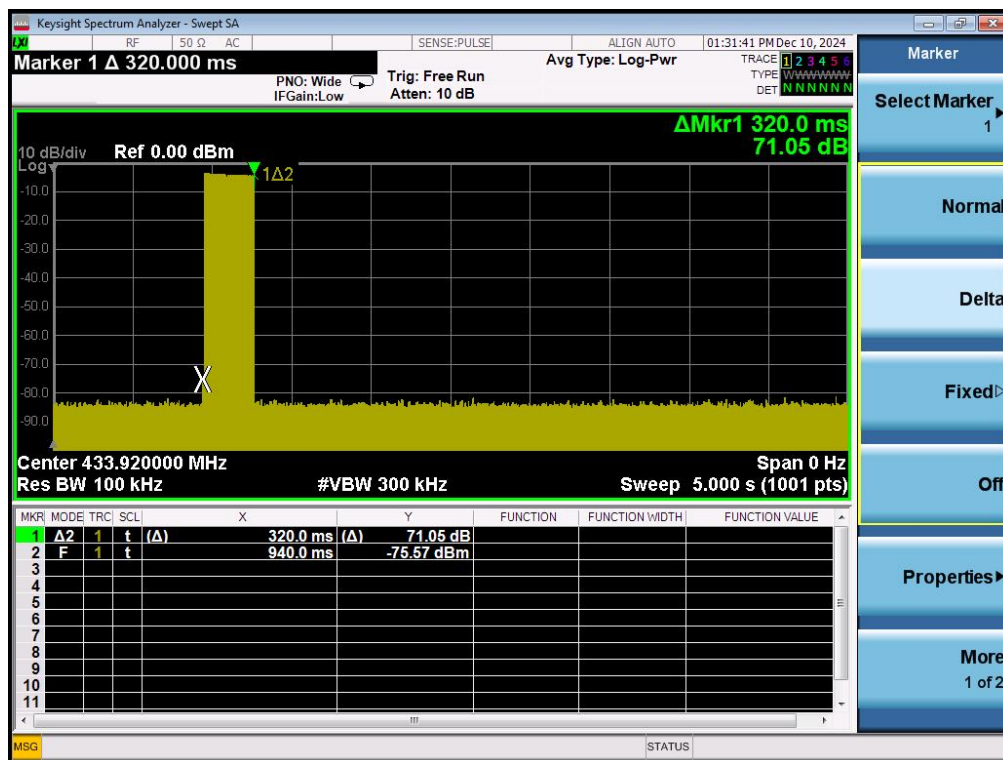 Keysight Spectrum Analyzer - Swept SA
LXI RF 50 Ω AC SENSE:PULSE ALIGN AUTO 01:31:41 PM Dec 10, 2024
Marker 1 Δ 320.000 ms
PNO: Wide
IFGain:Low
Trig: Free Run
Atten: 10 dB
Avg Type: Log-Pwr
TRACE 1 2 3 4 5 6
TYPE WWWWWW
DET N N N N N N
ΔMkr1 320.0 ms
71.05 dB
10 dB/div Ref 0.00 dBm
Log
1Δ2
-10.0
-20.0
-30.0
-40.0
-50.0
-60.0
-70.0
-80.0
-90.0
X
Center 433.920000 MHz Span 0 Hz
Res BW 100 kHz #VBW 300 kHz Sweep 5.000 s (1001 pts)
MKR MODE TRC SCL X Y FUNCTION FUNCTION WIDTH FUNCTION VALUE
1 Δ2 1 t (Δ) 320.0 ms (Δ) 71.05 dB
2 F 1 t 940.0 ms -75.57 dBm
3
4
5
6
7
8
9
10
11
MSG STATUS
Marker
Select Marker
1
Normal
Delta
Fixed
Off
Properties
More
1 of 2